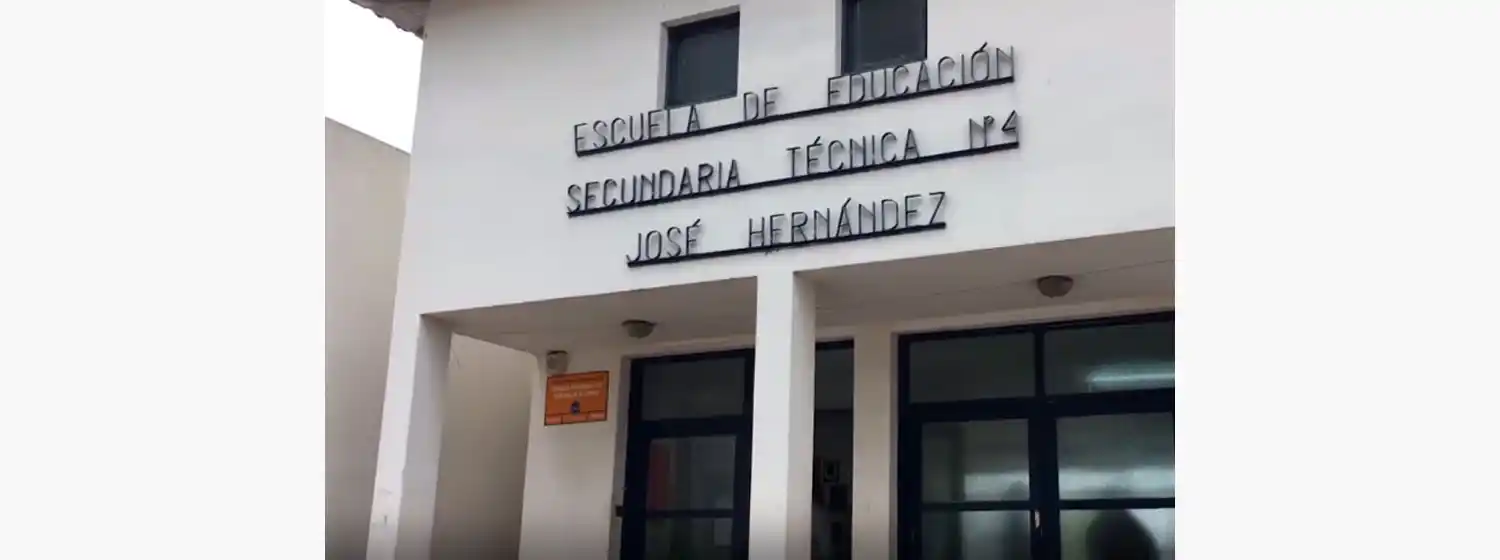 ESCUELA DE EDUCACIÓN
SECUNDARIA TÉCNICA Nº4
JOSÉ HERNÁNDEZ